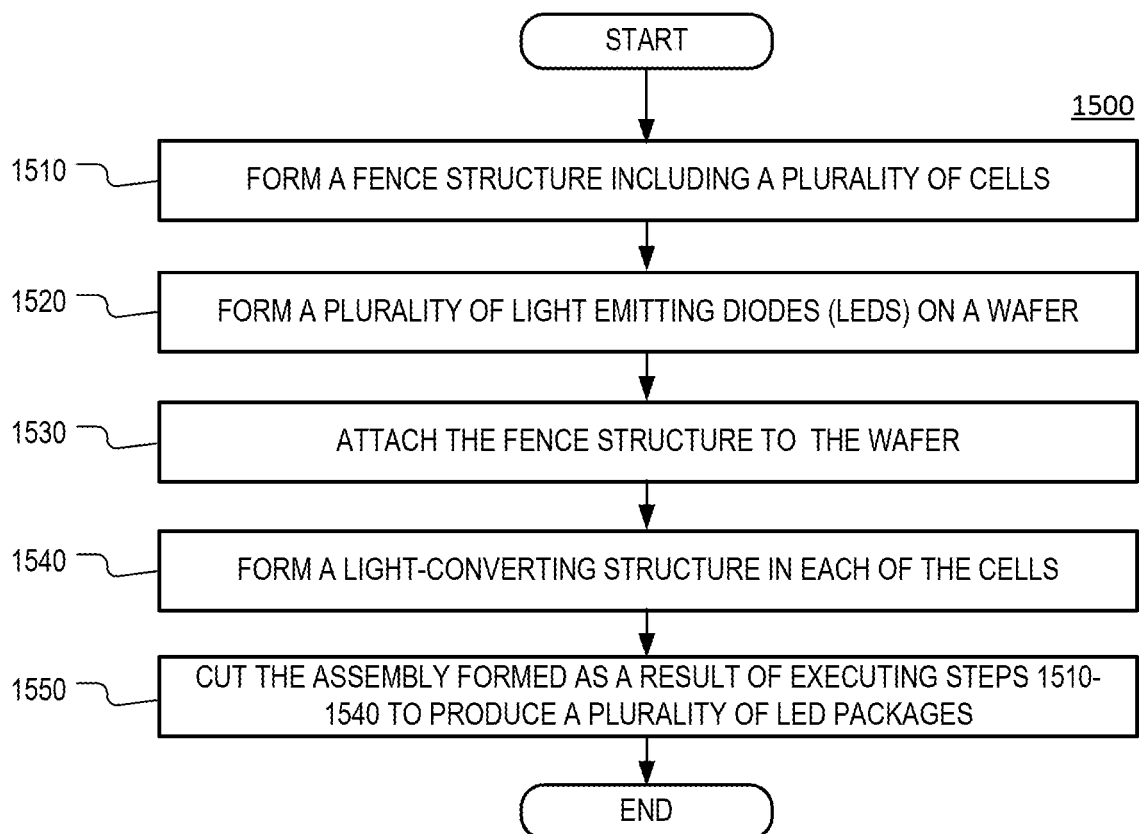 START
1500
1510
FORM A FENCE STRUCTURE INCLUDING A PLURALITY OF CELLS
1520
FORM A PLURALITY OF LIGHT EMITTING DIODES (LEDS) ON A WAFER
1530
ATTACH THE FENCE STRUCTURE TO THE WAFER
1540
FORM A LIGHT-CONVERTING STRUCTURE IN EACH OF THE CELLS
1550
CUT THE ASSEMBLY FORMED AS A RESULT OF EXECUTING STEPS 1510-
1540 TO PRODUCE A PLURALITY OF LED PACKAGES
END